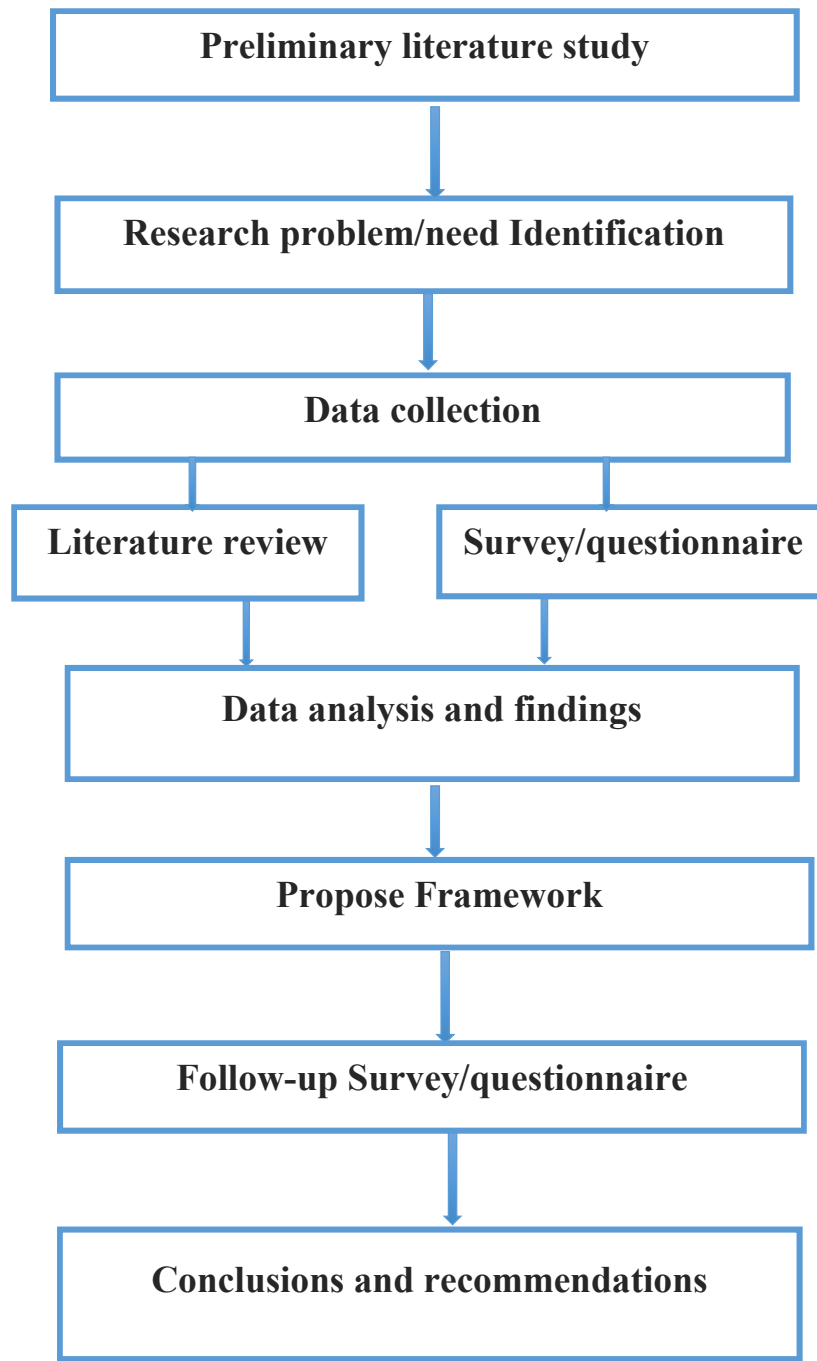 Preliminary literature study
Research problem/need Identification
Data collection
Literature review
Survey/questionnaire
Data analysis and findings
Propose Framework
Follow-up Survey/questionnaire
Conclusions and recommendations